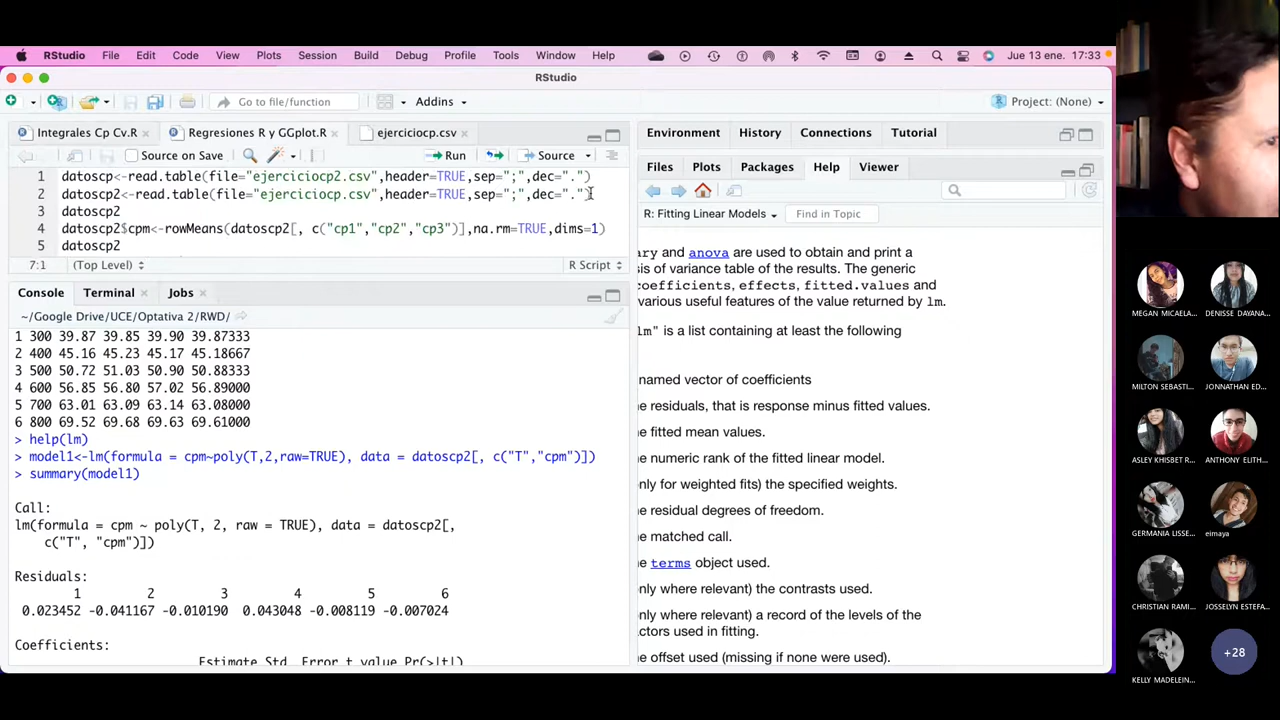 RStudio File Edit Code View Plots Session Build Debug Profile Tools Window Help Jue 13 ene. 17:33
RStudio
Go to file/function Addins Project: (None)
Integrales Cp Cv.R Regresiones R y GGplot.R ejerciciocp.csv
Source on Save Run Source
1 datoscp<-read.table(file="ejerciciocp2.csv",header=TRUE,sep=";",dec=".")
2 datoscp2<-read.table(file="ejerciciocp.csv",header=TRUE,sep=";",dec=".")
3 datoscp2
4 datoscp2$cpm<-rowMeans(datoscp2[, c("cp1","cp2","cp3")],na.rm=TRUE,dims=1)
5 datoscp2
7:1 (Top Level) R Script
Console Terminal Jobs
~/Google Drive/UCE/Optativa 2/RWD/
1 300 39.87 39.85 39.90 39.87333
2 400 45.16 45.23 45.17 45.18667
3 500 50.72 51.03 50.90 50.88333
4 600 56.85 56.80 57.02 56.89000
5 700 63.01 63.09 63.14 63.08000
6 800 69.52 69.68 69.63 69.61000
> help(lm)
> model1<-lm(formula = cpm~poly(T,2,raw=TRUE), data = datoscp2[, c("T","cpm")])
> summary(model1)
Call:
lm(formula = cpm ~ poly(T, 2, raw = TRUE), data = datoscp2[,
c("T", "cpm")])
Residuals:
1 2 3 4 5 6
0.023452 -0.041167 -0.010190 0.043048 -0.008119 -0.007024
Coefficients:
Estimate Std. Error t value Pr(>|t|)
Environment History Connections Tutorial
Files Plots Packages Help Viewer
R: Fitting Linear Models Find in Topic
ary and anova are used to obtain and print a
sis of variance table of the results. The generic
coefficients, effects, fitted.values and
various useful features of the value returned by lm.
lm" is a list containing at least the following
named vector of coefficients
e residuals, that is response minus fitted values.
e fitted mean values.
e numeric rank of the fitted linear model.
only for weighted fits) the specified weights.
e residual degrees of freedom.
e matched call.
e terms object used.
only where relevant) the contrasts used.
only where relevant) a record of the levels of the
actors used in fitting.
e offset used (missing if none were used).
MEGAN MICAELA... DENISSE DAYANA...
MILTON SEBASTI... JONNATHAN ED...
ASLEY KHISBET R... ANTHONY ELITH...
GERMANIA LISSE... eimaya
CHRISTIAN RAMI... JOSSELYN ESTEFA...
KELLY MADELEIN... +28